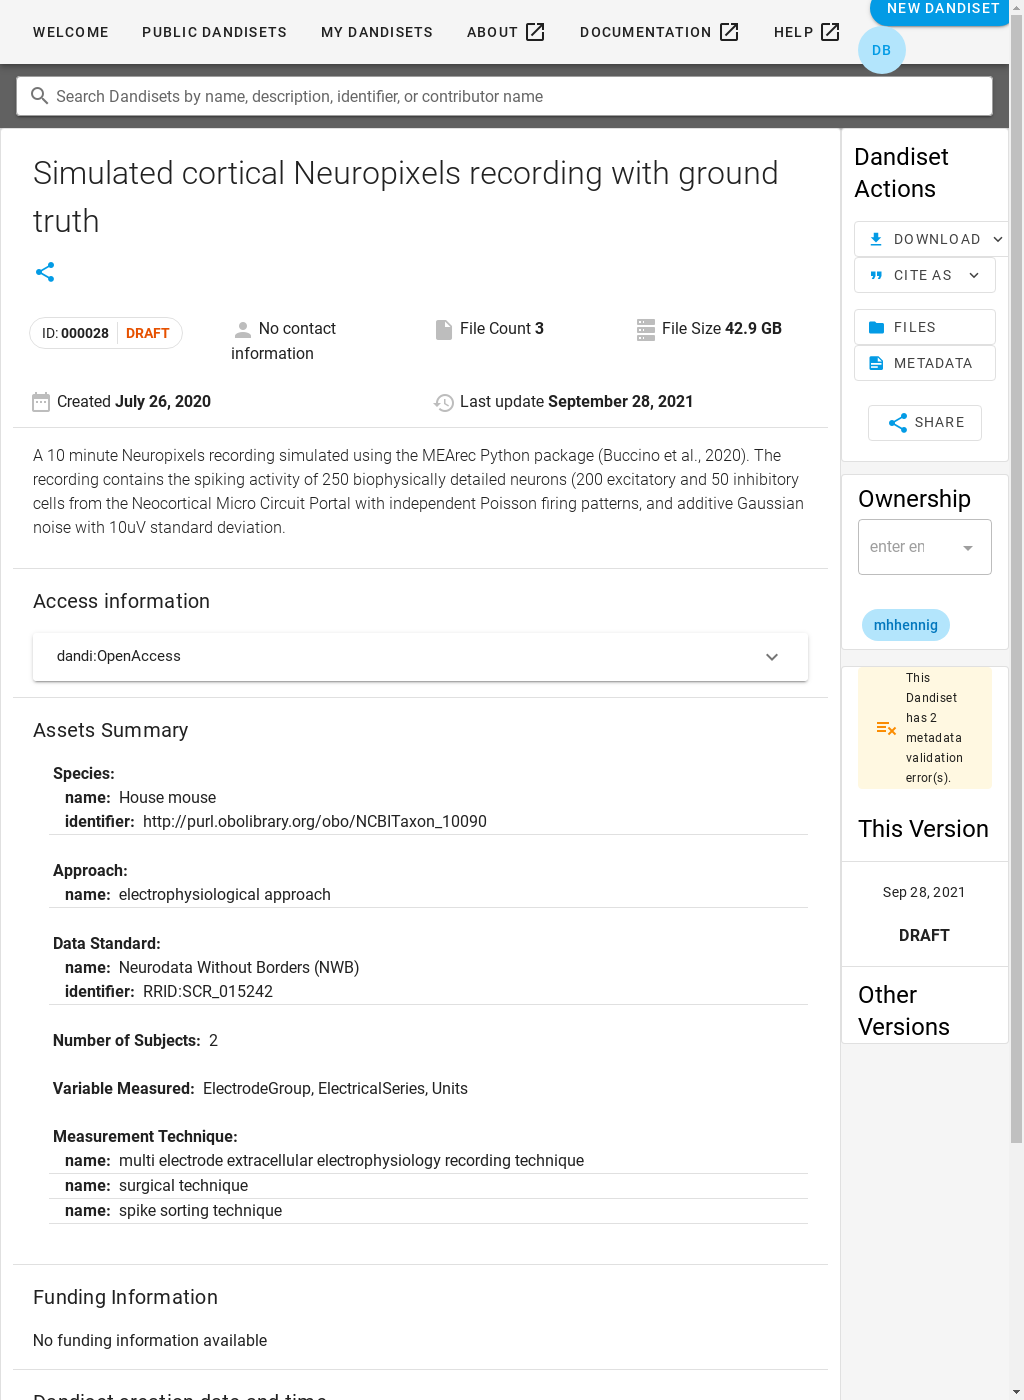 WELCOME
PUBLIC DANDISETS
MY DANDISETS
ABOUT
DOCUMENTATION
HELP
NEW DANDISET
DB
Search Dandisets by name, description, identifier, or contributor name
Simulated cortical Neuropixels recording with ground
truth
ID: 000028 DRAFT
No contact
information
File Count 3
File Size 42.9 GB
Created July 26, 2020
Last update September 28, 2021
A 10 minute Neuropixels recording simulated using the MEArec Python package (Buccino et al., 2020). The
recording contains the spiking activity of 250 biophysically detailed neurons (200 excitatory and 50 inhibitory
cells from the Neocortical Micro Circuit Portal with independent Poisson firing patterns, and additive Gaussian
noise with 10uV standard deviation.
Access information
dandi:OpenAccess
Assets Summary
Species:
name: House mouse
identifier: http://purl.obolibrary.org/obo/NCBITaxon_10090
Approach:
name: electrophysiological approach
Data Standard:
name: Neurodata Without Borders (NWB)
identifier: RRID:SCR_015242
Number of Subjects: 2
Variable Measured: ElectrodeGroup, ElectricalSeries, Units
Measurement Technique:
name: multi electrode extracellular electrophysiology recording technique
name: surgical technique
name: spike sorting technique
Funding Information
No funding information available
Dandiset creation date and time
Dandiset
Actions
DOWNLOAD
CITE AS
FILES
METADATA
SHARE
Ownership
enter en
mhhennig
This
Dandiset
has 2
metadata
validation
error(s).
This Version
Sep 28, 2021
DRAFT
Other
Versions